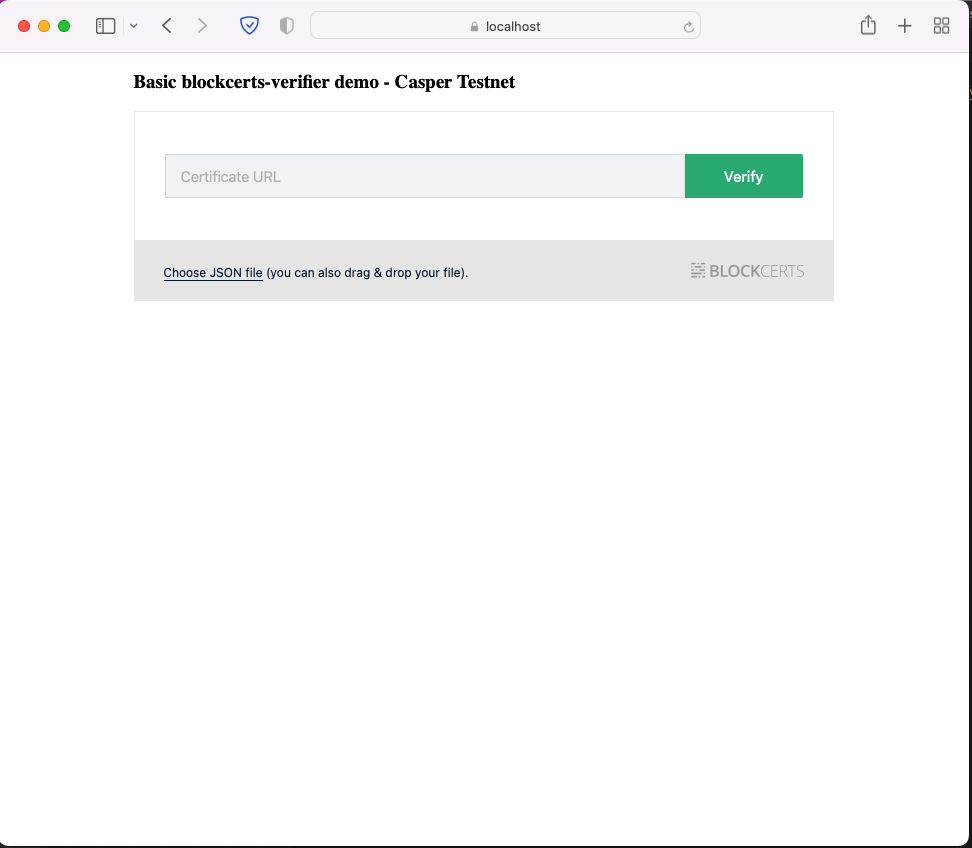 localhost
Basic blockcerts-verifier demo - Casper Testnet
Certificate URL
Verify
Choose JSON file (you can also drag & drop your file).
BLOCKCERTS